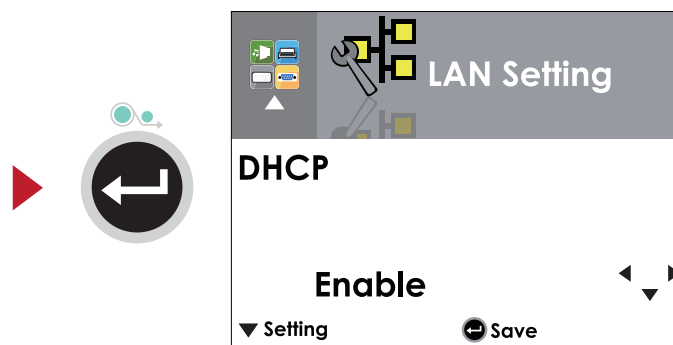 LAN Setting
DHCP
Enable
Setting
Save